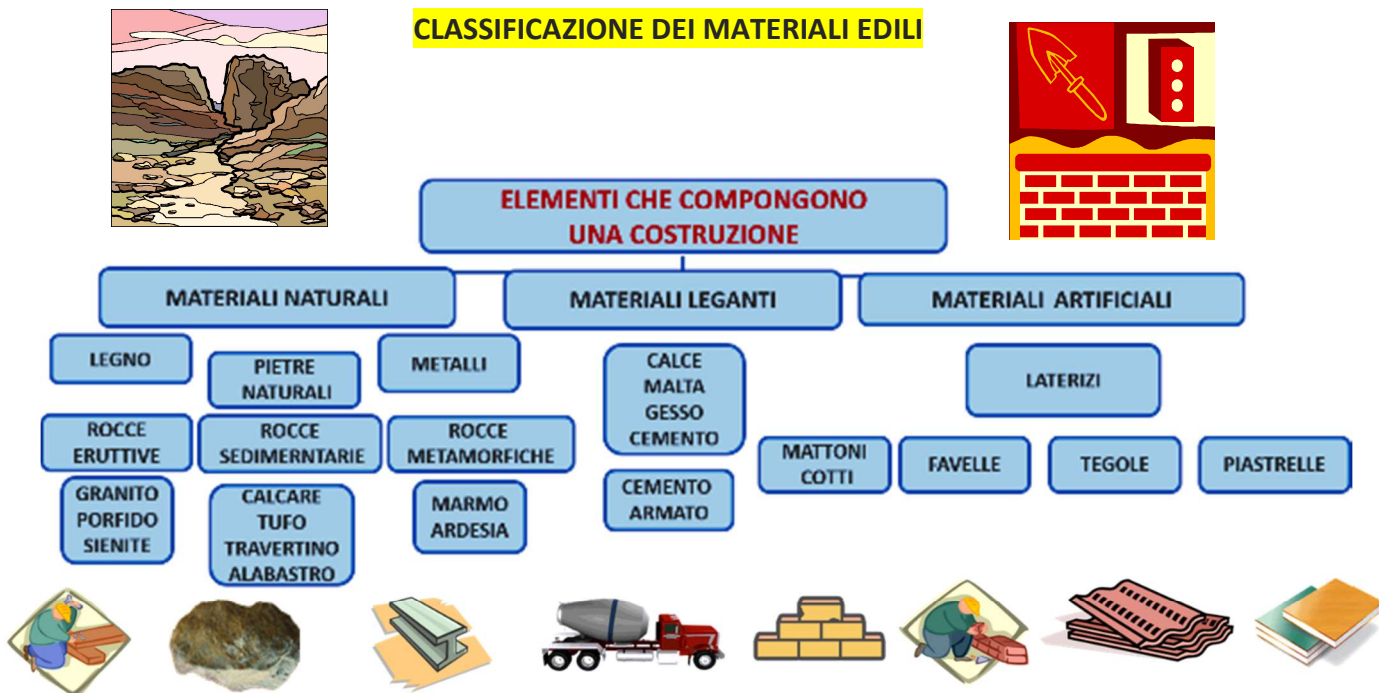 CLASSIFICAZIONE DEI MATERIALI EDILI
ELEMENTI CHE COMPONGONO
UNA COSTRUZIONE
MATERIALI NATURALI
MATERIALI LEGANTI
MATERIALI ARTIFICIALI
LEGNO
PIETRE
NATURALI
METALLI
CALCE
MALTA
GESSO
CEMENTO
LATERIZI
ROCCE
ERUTTIVE
ROCCE
SEDIMERNTARIE
ROCCE
METAMORFICHE
MATTONI
COTTI
FAVELLE
TEGOLE
PIASTRELLE
GRANITO
PORFIDO
SIENITE
CALCARE
TUFO
TRAVERTINO
ALABASTRO
MARMO
ARDESIA
CEMENTO
ARMATO